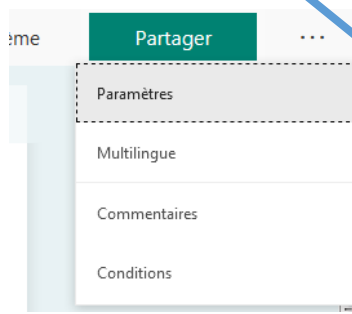 ème Partager ...
Paramètres
Multilingue
Commentaires
Conditions